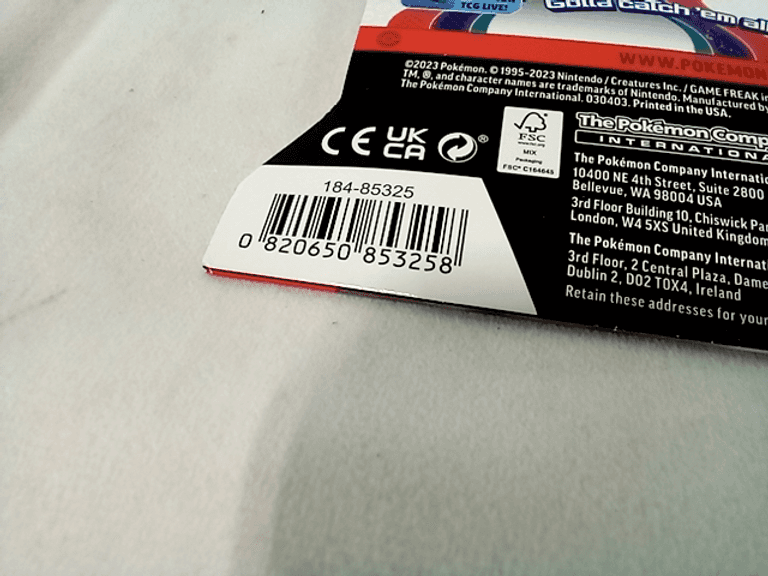 TCG LIVE!
Gotta catch 'em al
WWW.POKEMON
©2023 Pokémon. © 1995-2023 Nintendo / Creatures Inc. / GAME FREAK in
TM, ®, and character names are trademarks of Nintendo. Manufactured by
The Pokémon Company International. 030403. Printed in the USA.
CE UK CA ®
FSC
www.fsc.org
MIX
Packaging
FSC® C164645
The Pokémon Comp
INTERNATIONA
The Pokémon Company Internatio
10400 NE 4th Street, Suite 2800
Bellevue, WA 98004 USA
3rd Floor Building 10, Chiswick Par
London, W4 5XS United Kingdom
The Pokémon Company Internati
3rd Floor, 2 Central Plaza, Dame
Dublin 2, D02 T0X4, Ireland
Retain these addresses for your
184-85325
0 820650 853258